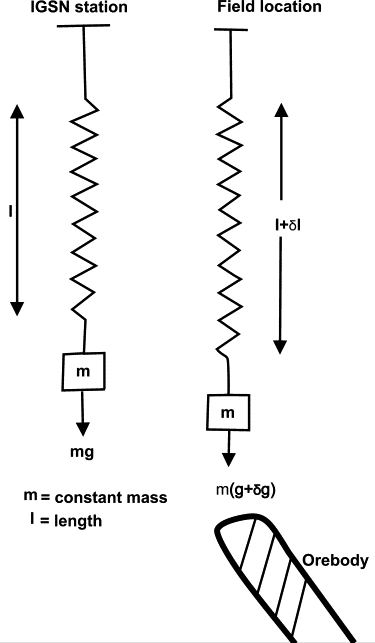 IGSN station
Field location
l
l+δl
m
m
mg
m(g+δg)
m = constant mass
l = length
Orebody